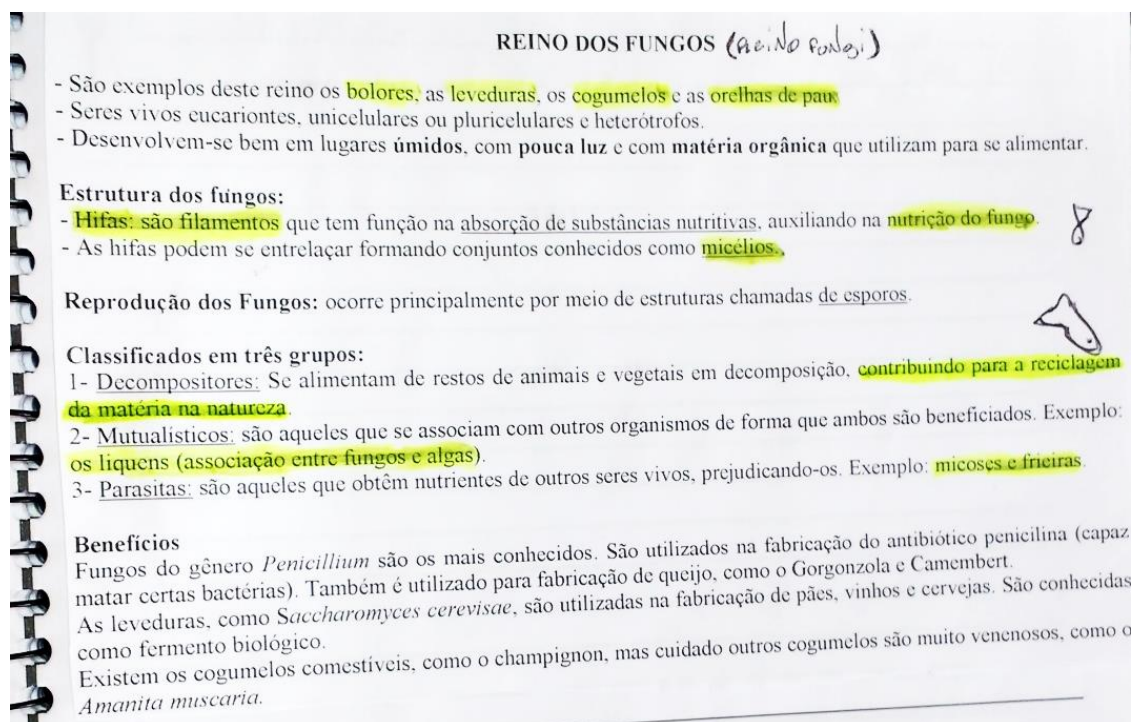 REINO DOS FUNGOS (Reino Fungi)
- São exemplos deste reino os bolores, as leveduras, os cogumelos e as orelhas de pau.
- Seres vivos eucariontes, unicelulares ou pluricelulares e heterótrofos.
- Desenvolvem-se bem em lugares úmidos, com pouca luz e com matéria orgânica que utilizam para se alimentar.
Estrutura dos fungos:
- Hifas: são filamentos que tem função na absorção de substâncias nutritivas, auxiliando na nutrição do fungo.
- As hifas podem se entrelaçar formando conjuntos conhecidos como micélios.
Reprodução dos Fungos: ocorre principalmente por meio de estruturas chamadas de esporos.
Classificados em três grupos:
1- Decompositores: Se alimentam de restos de animais e vegetais em decomposição, contribuindo para a reciclagem
da matéria na natureza.
2- Mutualísticos: são aqueles que se associam com outros organismos de forma que ambos são beneficiados. Exemplo:
os liquens (associação entre fungos e algas).
3- Parasitas: são aqueles que obtêm nutrientes de outros seres vivos, prejudicando-os. Exemplo: micoses e frieiras.
Benefícios
Fungos do gênero Penicillium são os mais conhecidos. São utilizados na fabricação do antibiótico penicilina (capaz
matar certas bactérias). Também é utilizado para fabricação de queijo, como o Gorgonzola e Camembert.
As leveduras, como Saccharomyces cerevisae, são utilizadas na fabricação de pães, vinhos e cervejas. São conhecidas
como fermento biológico.
Existem os cogumelos comestíveis, como o champignon, mas cuidado outros cogumelos são muito venenosos, como o
Amanita muscaria.